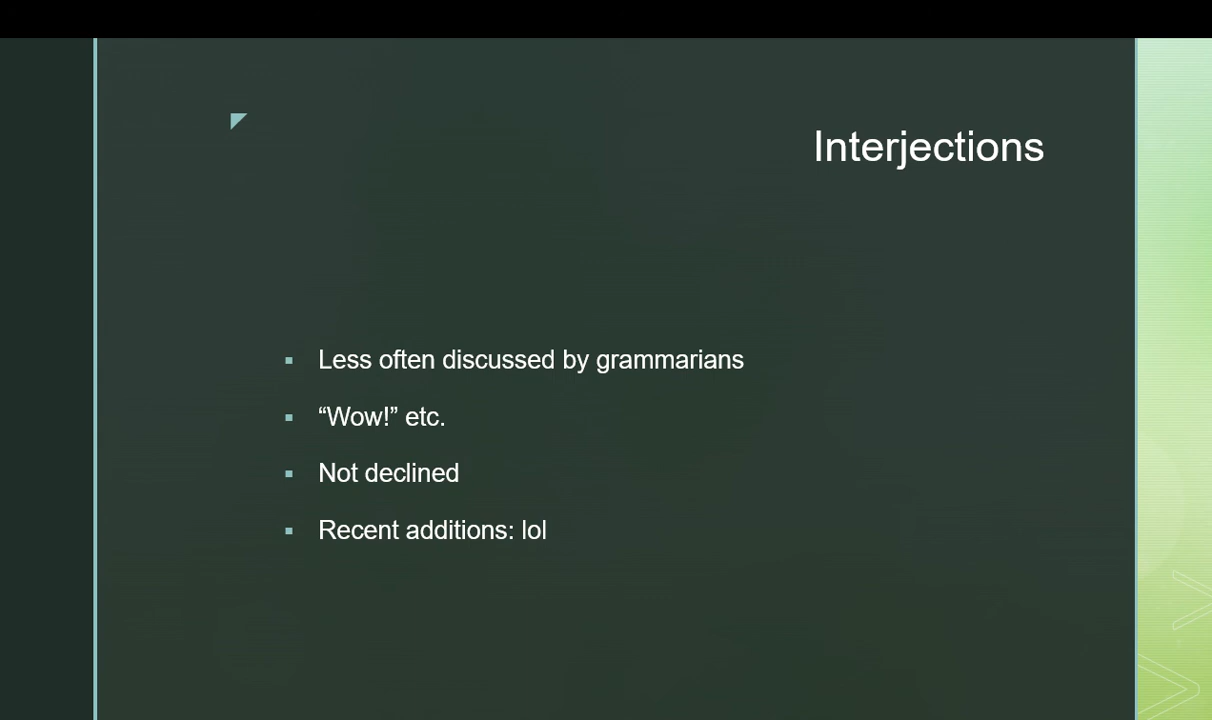 Interjections
Less often discussed by grammarians
“Wow!” etc.
Not declined
Recent additions: lol